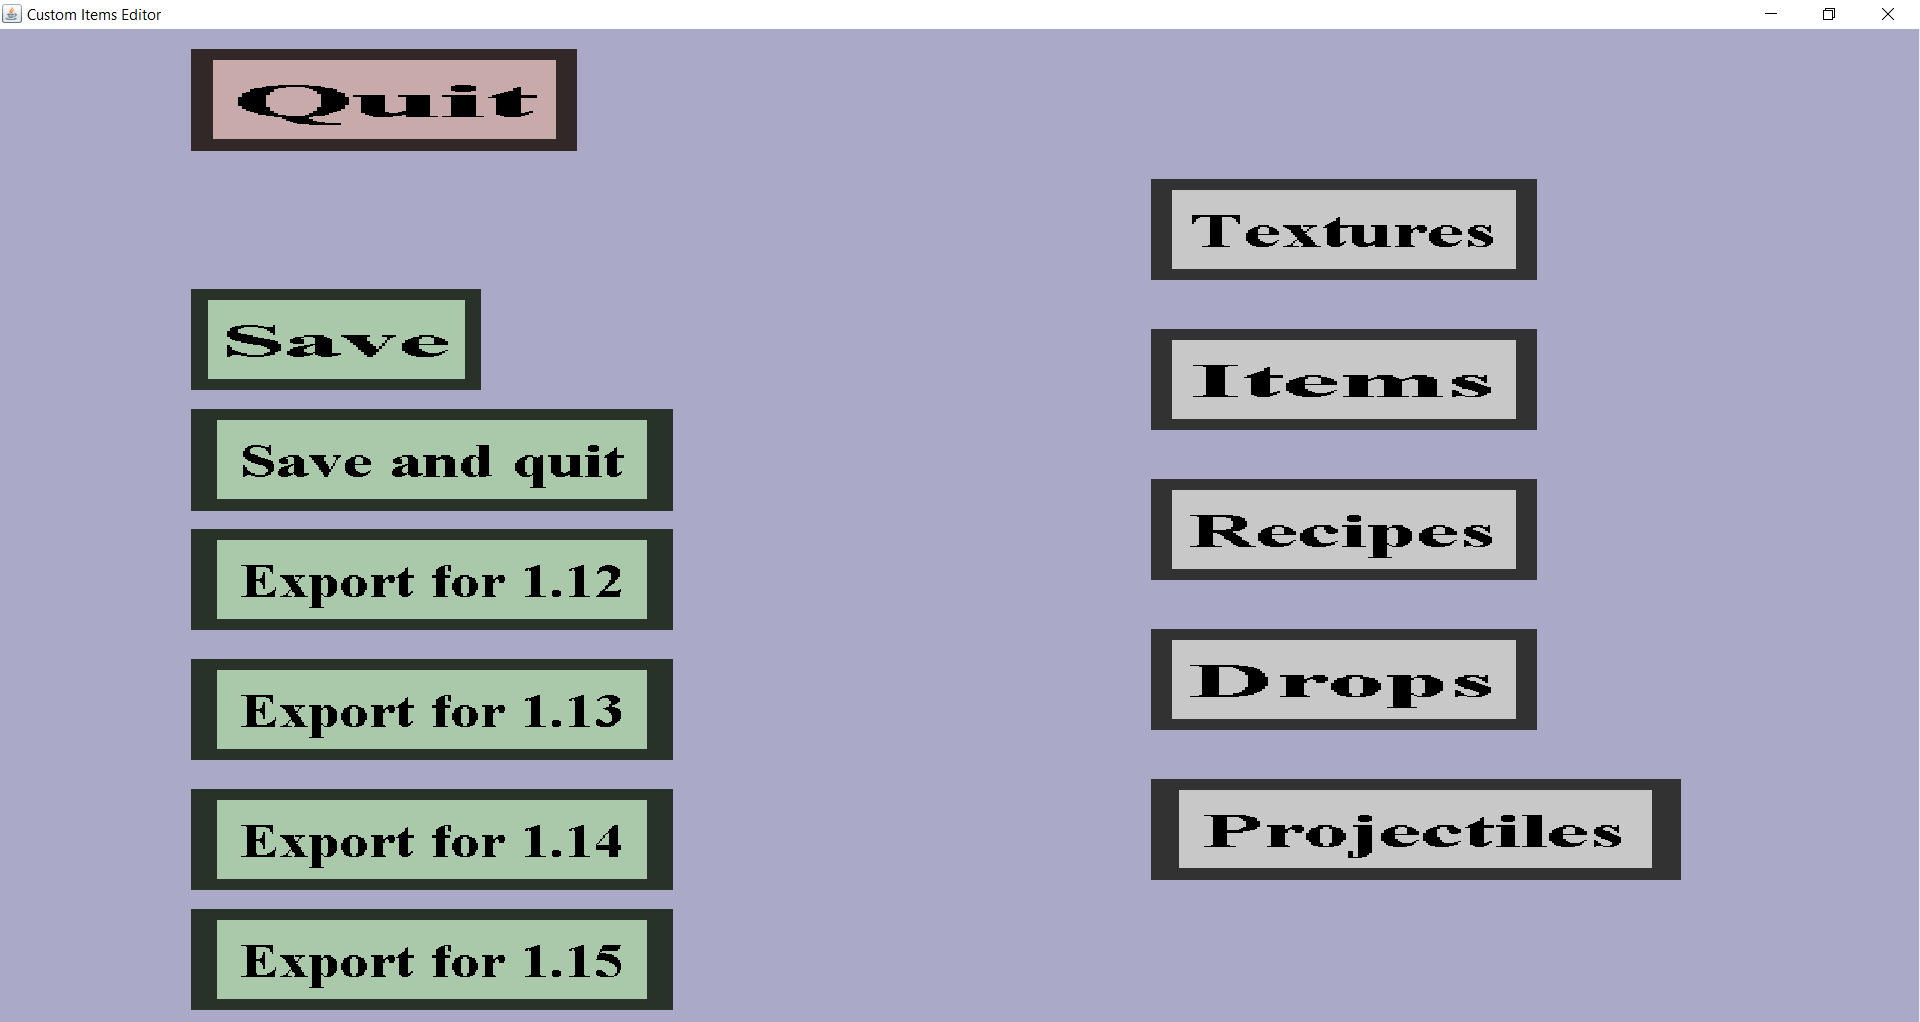 Custom Items Editor
Quit
Save
Save and quit
Export for 1.12
Export for 1.13
Export for 1.14
Export for 1.15
Textures
Items
Recipes
Drops
Projectiles